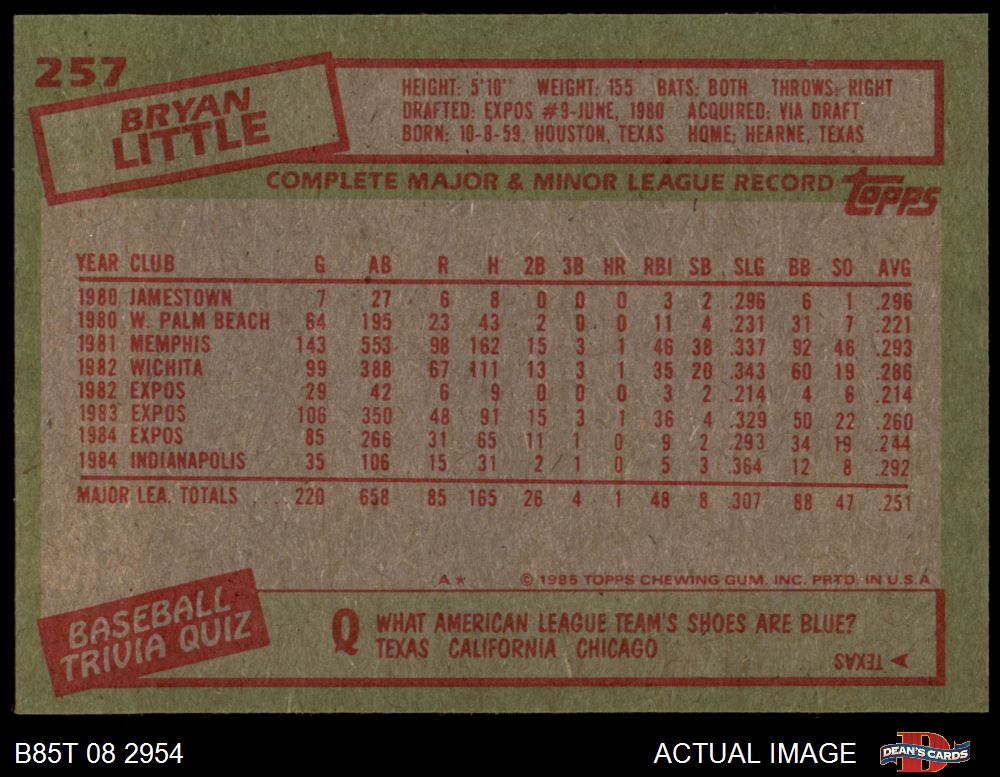 257
BRYAN
LITTLE
HEIGHT: 5'10" WEIGHT: 155 BATS: BOTH THROWS: RIGHT
DRAFTED: EXPOS #9-JUNE, 1980 ACQUIRED: VIA DRAFT
BORN: 10-8-59, HOUSTON, TEXAS HOME: HEARNE, TEXAS
COMPLETE MAJOR & MINOR LEAGUE RECORD topps
YEAR CLUB G AB R H 2B 3B HR RBI SB SLG BB SO AVG
1980 JAMESTOWN 7 27 6 8 0 0 0 3 2 .296 6 1 .296
1980 W. PALM BEACH 64 195 23 43 2 0 0 11 4 .231 31 7 .221
1981 MEMPHIS 143 553 98 162 15 3 1 46 38 .337 92 46 .293
1982 WICHITA 99 388 67 111 13 3 1 35 20 .343 60 19 .286
1982 EXPOS 29 42 6 9 0 0 0 3 2 .214 4 6 .214
1983 EXPOS 106 350 48 91 15 3 1 36 4 .329 50 22 .260
1984 EXPOS 85 266 31 65 11 1 0 9 2 .293 34 19 .244
1984 INDIANAPOLIS 35 106 15 31 2 1 0 5 3 .364 12 8 .292
MAJOR LEA. TOTALS 220 658 85 165 26 4 1 48 8 .307 88 47 .251
A* © 1985 TOPPS CHEWING GUM, INC. PRTD. IN U.S.A
BASEBALL
TRIVIA QUIZ
Q WHAT AMERICAN LEAGUE TEAM'S SHOES ARE BLUE?
TEXAS CALIFORNIA CHICAGO
TEXAS
B85T 08 2954 ACTUAL IMAGE D DEAN'S CARDS